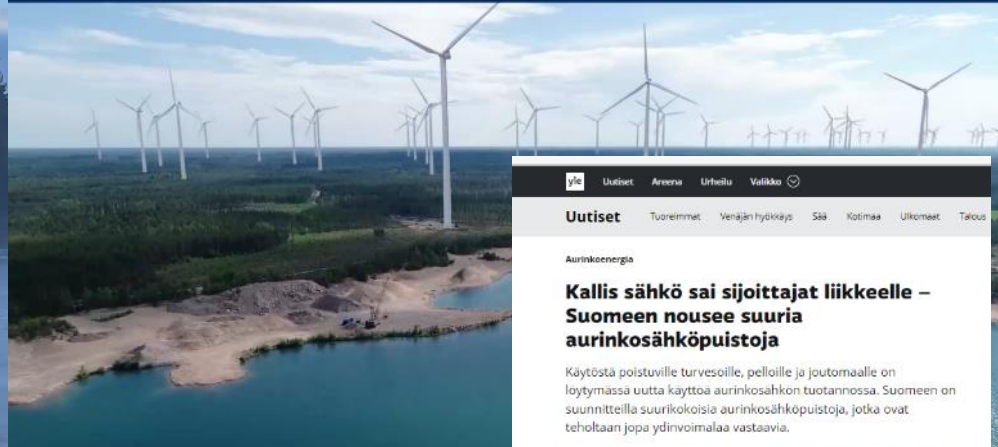 yle Uutiset Areena Urheilu Valikko
Uutiset Tuoreimmat Venäjän hyökkäys Sää Kotimaa Ulkomaat Talous
Aurinkoenergia
Kallis sähkö sai sijoittajat liikkeelle –
Suomeen nousee suuria
aurinkosähköpuistoja
Käytöstä poistuville turvesoille, pelloille ja joutomaalle on
löytymässä uutta käyttöä aurinkosähkön tuotannossa. Suomeen on
suunnitteilla suurikokoisia aurinkosähköpuistoja, jotka ovat
teholtaan jopa ydinvoimalaa vastaavia.